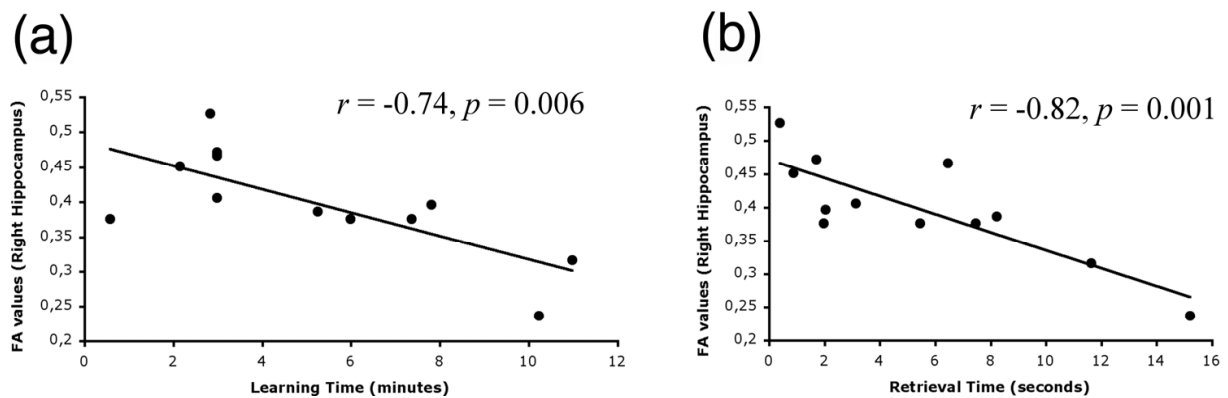 (a)
r = -0.74, p = 0.006
FA values (Right Hippocampus)
0,55
0,5
0,45
0,4
0,35
0,3
0,25
0,2
0 2 4 6 8 10 12
Learning Time (minutes)
(b)
r = -0.82, p = 0.001
FA values (Right Hippocampus)
0,55
0,5
0,45
0,4
0,35
0,3
0,25
0,2
0 2 4 6 8 10 12 14 16
Retrieval Time (seconds)